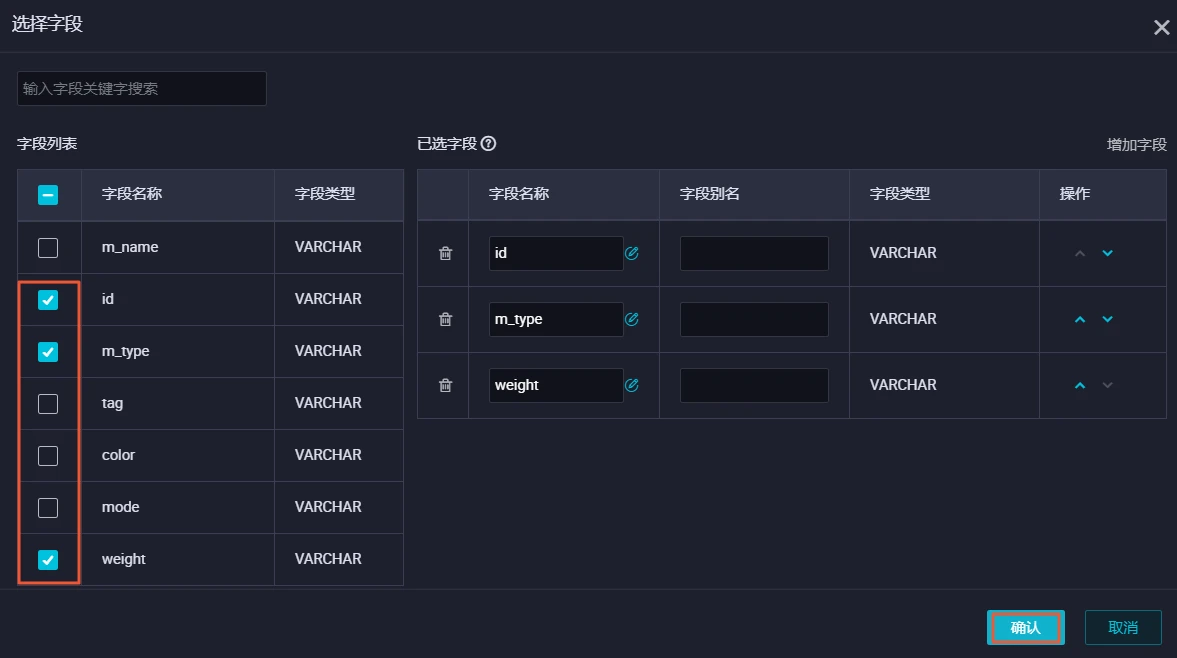 选择字段
输入字段关键字搜索
字段列表
字段名称 字段类型
m_name VARCHAR
id VARCHAR
m_type VARCHAR
tag VARCHAR
color VARCHAR
mode VARCHAR
weight VARCHAR
已选字段 ? 增加字段
字段名称 字段别名 字段类型 操作
id VARCHAR
m_type VARCHAR
weight VARCHAR
确认 取消